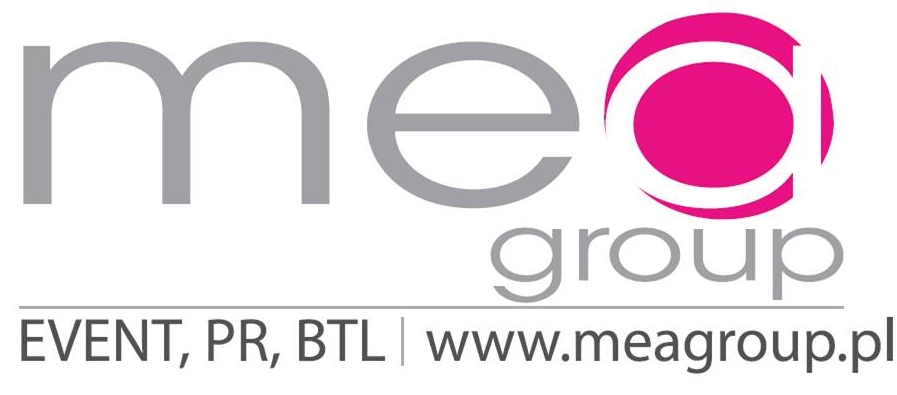 mea
group
EVENT, PR, BTL | www.meagroup.pl